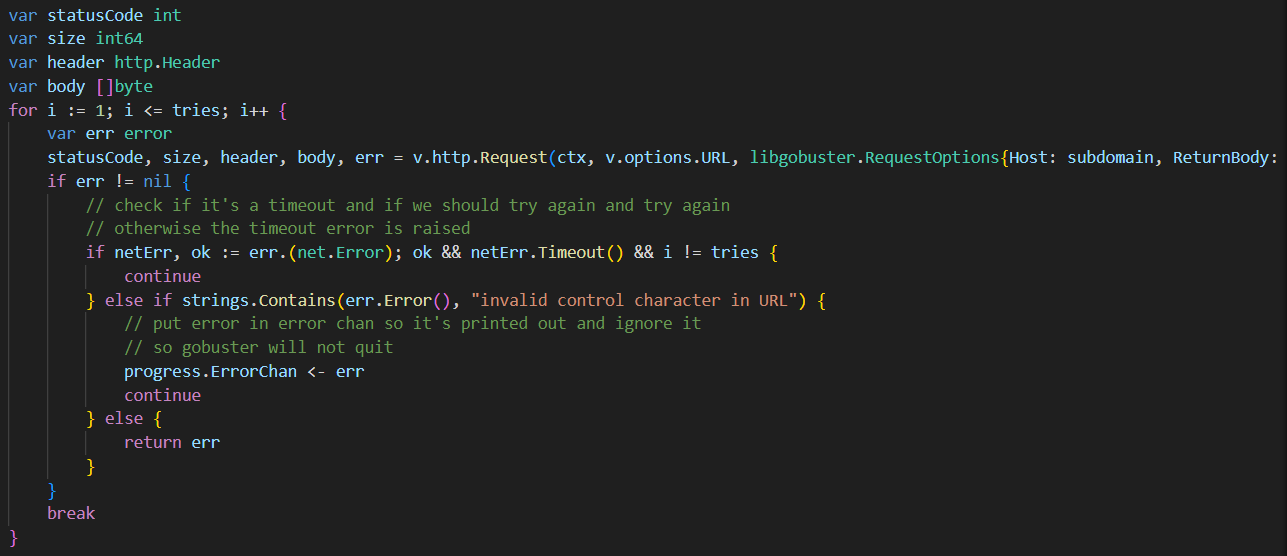 var statusCode int
var size int64
var header http.Header
var body []byte
for i := 1; i <= tries; i++ {
    var err error
    statusCode, size, header, body, err = v.http.Request(ctx, v.options.URL, libgobuster.RequestOptions{Host: subdomain, ReturnBody:
    if err != nil {
        // check if it's a timeout and if we should try again and try again
        // otherwise the timeout error is raised
        if netErr, ok := err.(net.Error); ok && netErr.Timeout() && i != tries {
            continue
        } else if strings.Contains(err.Error(), "invalid control character in URL") {
            // put error in error chan so it's printed out and ignore it
            // so gobuster will not quit
            progress.ErrorChan <- err
            continue
        } else {
            return err
        }
    }
    break
}